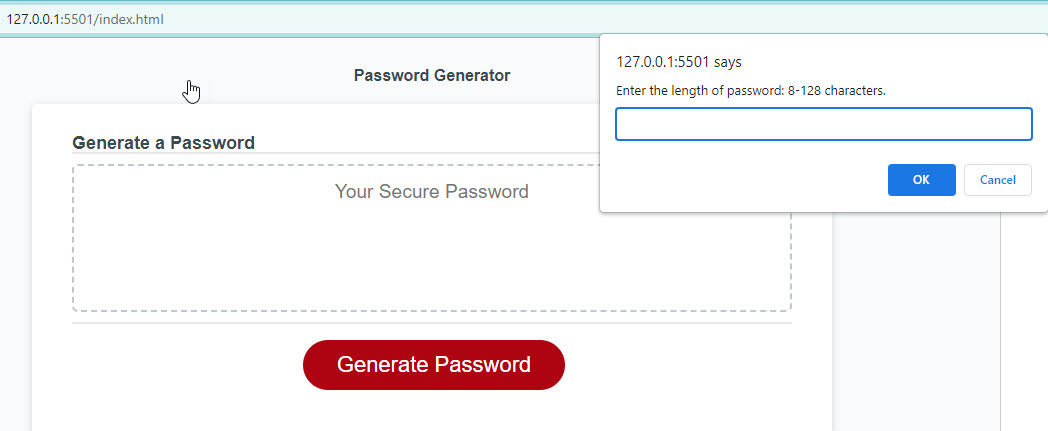 127.0.0.1:5501/index.html
127.0.0.1:5501 says
Enter the length of password: 8-128 characters.
OK
Cancel
Password Generator
Generate a Password
Your Secure Password
Generate Password